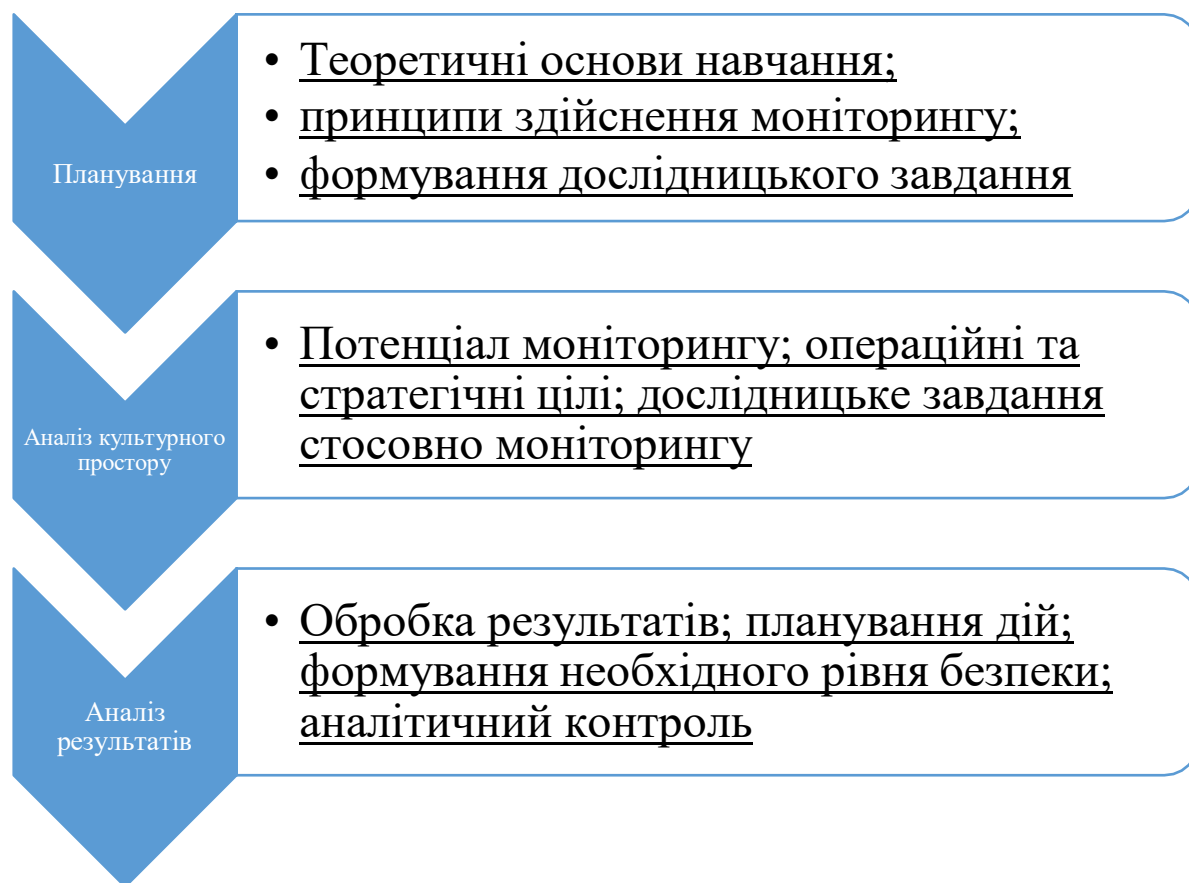 Планування
• Теоретичні основи навчання;
• принципи здійснення моніторингу;
• формування дослідницького завдання
Аналіз культурного
простору
• Потенціал моніторингу; операційні та
стратегічні цілі; дослідницьке завдання
стосовно моніторингу
Аналіз
результатів
• Обробка результатів; планування дій;
формування необхідного рівня безпеки;
аналітичний контроль